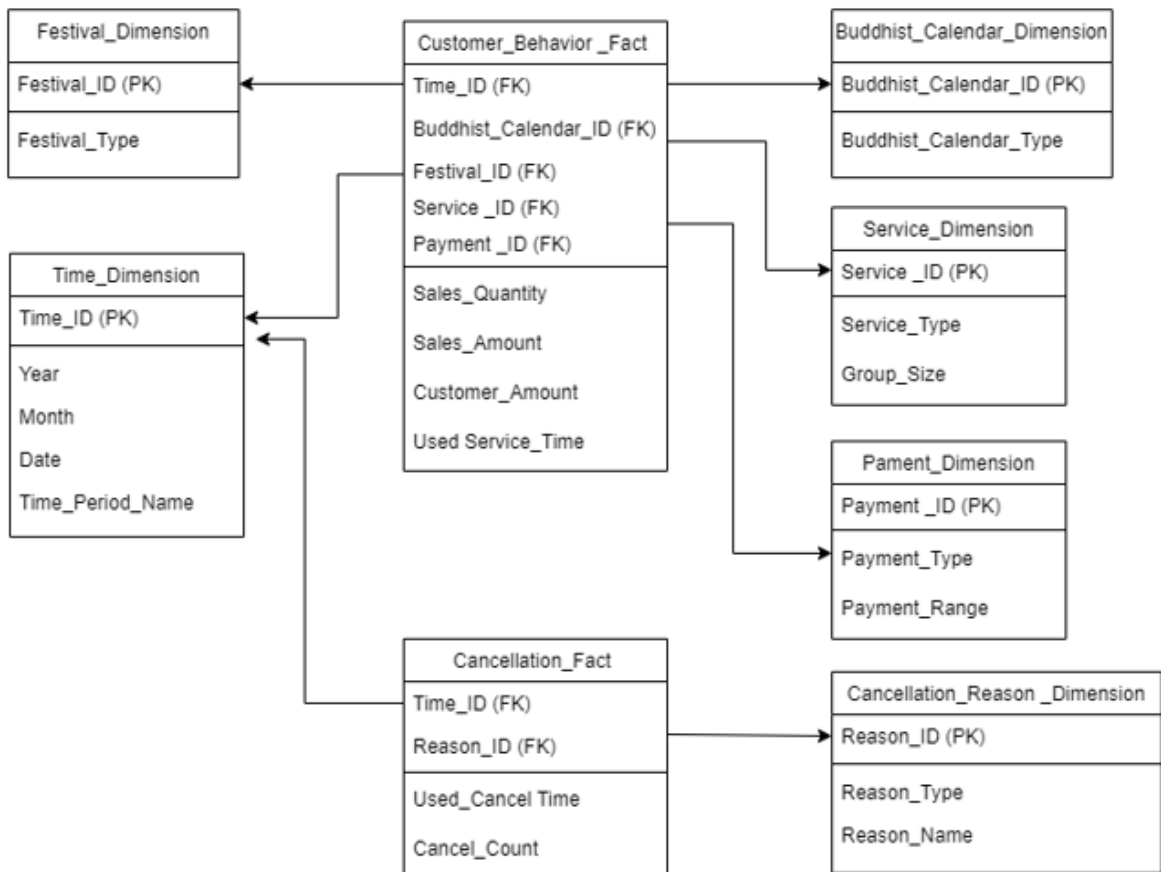 Festival_Dimension
Festival_ID (PK)
Festival_Type
Time_Dimension
Time_ID (PK)
Year
Month
Date
Time_Period_Name
Customer_Behavior _Fact
Time_ID (FK)
Buddhist_Calendar_ID (FK)
Festival_ID (FK)
Service _ID (FK)
Payment _ID (FK)
Sales_Quantity
Sales_Amount
Customer_Amount
Used Service_Time
Cancellation_Fact
Time_ID (FK)
Reason_ID (FK)
Used_Cancel Time
Cancel_Count
Buddhist_Calendar_Dimension
Buddhist_Calendar_ID (PK)
Buddhist_Calendar_Type
Service_Dimension
Service _ID (PK)
Service_Type
Group_Size
Pament_Dimension
Payment _ID (PK)
Payment_Type
Payment_Range
Cancellation_Reason _Dimension
Reason_ID (PK)
Reason_Type
Reason_Name